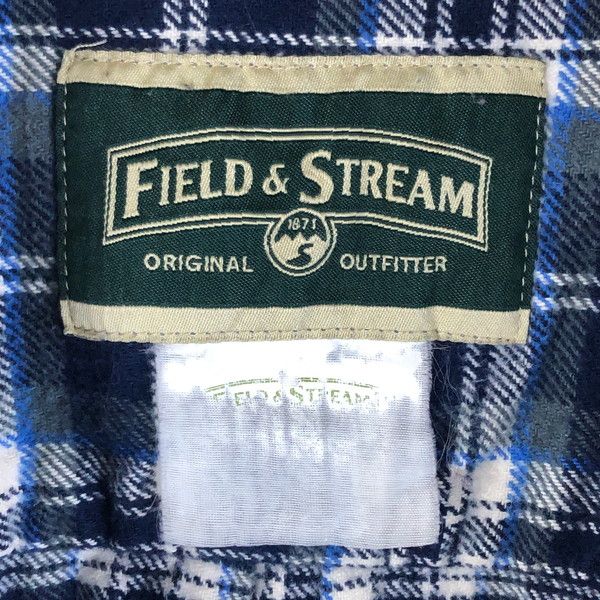 FIELD & STREAM
1871
ORIGINAL OUTFITTER
FIELD & STREAM